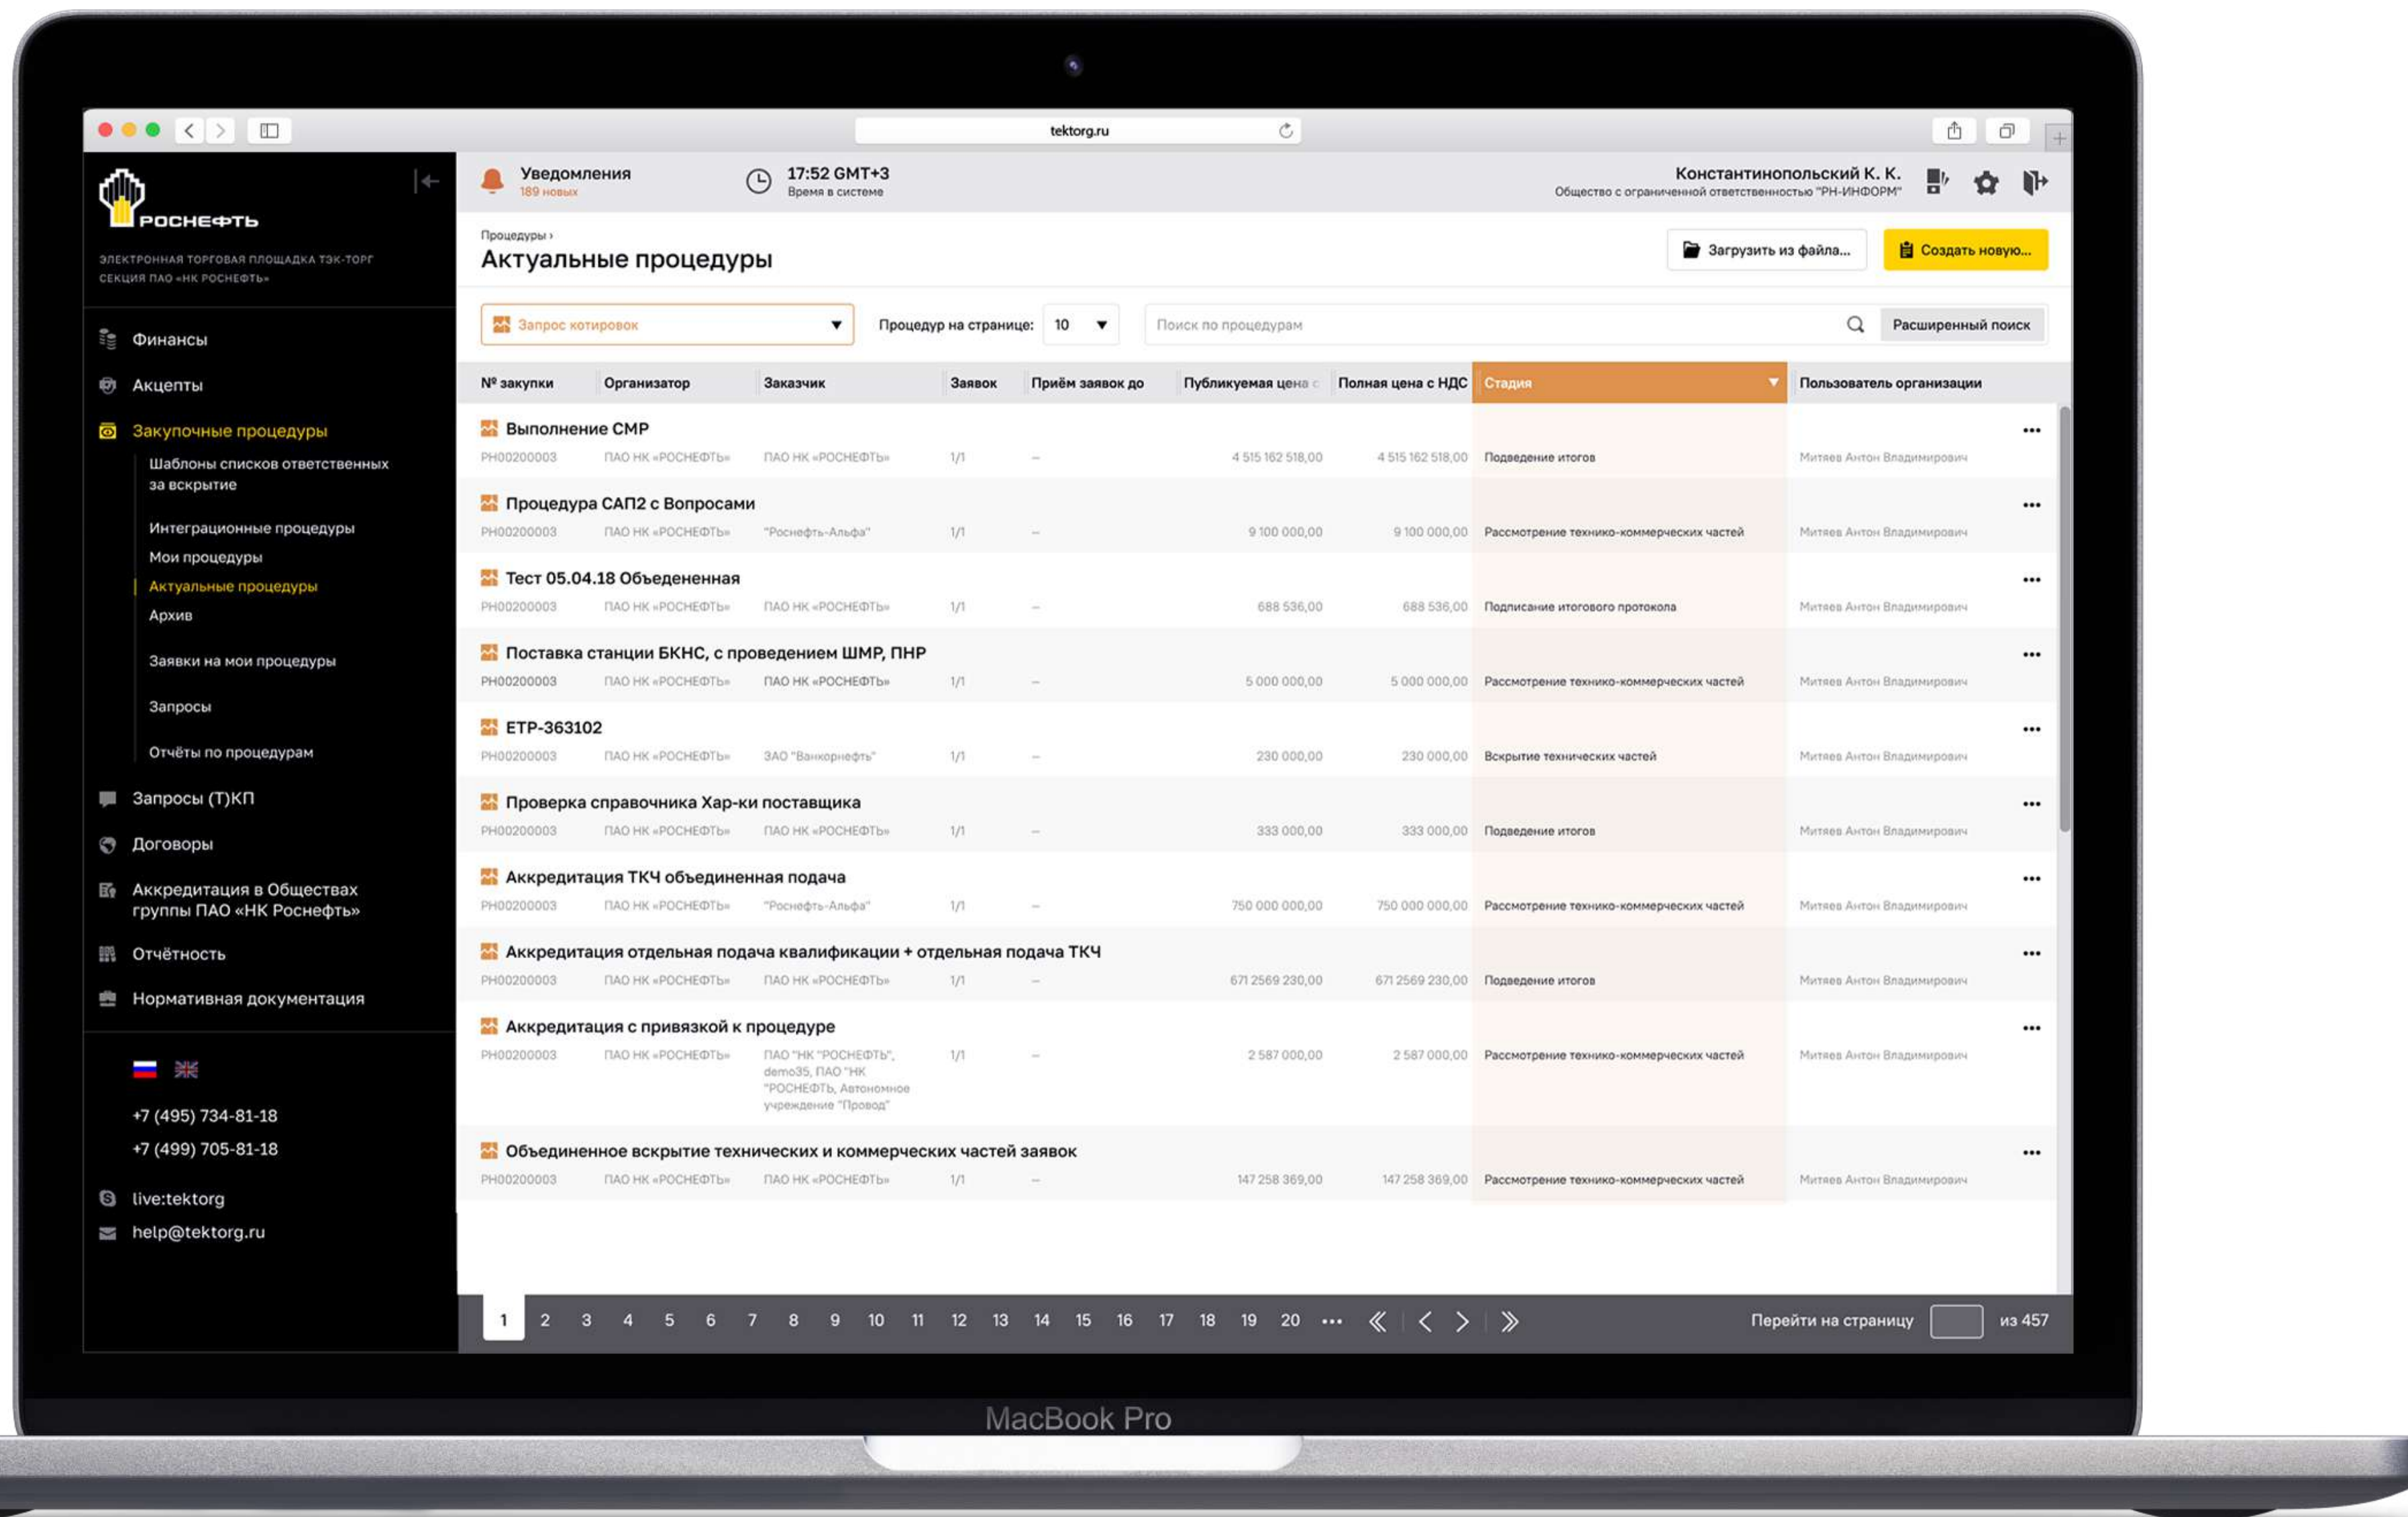 tektorg.ru
РОСНЕФТЬ
ЭЛЕКТРОННАЯ ТОРГОВАЯ ПЛОЩАДКА ТЭК-ТОРГ
СЕКЦИЯ ПАО «НК РОСНЕФТЬ»
Финансы
Акцепты
Закупочные процедуры
Шаблоны списков ответственных
за вскрытие
Интеграционные процедуры
Мои процедуры
Актуальные процедуры
Архив
Заявки на мои процедуры
Запросы
Отчёты по процедурам
Запросы (Т)КП
Договоры
Аккредитация в Обществах
группы ПАО «НК Роснефть»
Отчётность
Нормативная документация
+7 (495) 734-81-18
+7 (499) 705-81-18
live:tektorg
help@tektorg.ru
Уведомления
189 новых
17:52 GMT+3
Время в системе
Константинопольский К. К.
Общество с ограниченной ответственностью "РН-ИНФОРМ"
Процедуры ›
Актуальные процедуры
Загрузить из файла...
Создать новую...
Запрос котировок
Процедур на странице: 10
Поиск по процедурам
Расширенный поиск
№ закупки Организатор Заказчик Заявок Приём заявок до Публикуемая цена с Полная цена с НДС Стадия Пользователь организации
Выполнение СМР
РН00200003 ПАО НК «РОСНЕФТЬ» ПАО НК «РОСНЕФТЬ» 1/1 – 4 515 162 518,00 4 515 162 518,00 Подведение итогов Митяев Антон Владимирович
Процедура САП2 с Вопросами
РН00200003 ПАО НК «РОСНЕФТЬ» "Роснефть-Альфа" 1/1 – 9 100 000,00 9 100 000,00 Рассмотрение технико-коммерческих частей Митяев Антон Владимирович
Тест 05.04.18 Объедененная
РН00200003 ПАО НК «РОСНЕФТЬ» ПАО НК «РОСНЕФТЬ» 1/1 – 688 536,00 688 536,00 Подписание итогового протокола Митяев Антон Владимирович
Поставка станции БКНС, с проведением ШМР, ПНР
РН00200003 ПАО НК «РОСНЕФТЬ» ПАО НК «РОСНЕФТЬ» 1/1 – 5 000 000,00 5 000 000,00 Рассмотрение технико-коммерческих частей Митяев Антон Владимирович
ETP-363102
РН00200003 ПАО НК «РОСНЕФТЬ» ЗАО "Ванкорнефть" 1/1 – 230 000,00 230 000,00 Вскрытие технических частей Митяев Антон Владимирович
Проверка справочника Хар-ки поставщика
РН00200003 ПАО НК «РОСНЕФТЬ» ПАО НК «РОСНЕФТЬ» 1/1 – 333 000,00 333 000,00 Подведение итогов Митяев Антон Владимирович
Аккредитация ТКЧ объединенная подача
РН00200003 ПАО НК «РОСНЕФТЬ» "Роснефть-Альфа" 1/1 – 750 000 000,00 750 000 000,00 Рассмотрение технико-коммерческих частей Митяев Антон Владимирович
Аккредитация отдельная подача квалификации + отдельная подача ТКЧ
РН00200003 ПАО НК «РОСНЕФТЬ» ПАО НК «РОСНЕФТЬ» 1/1 – 671 2569 230,00 671 2569 230,00 Подведение итогов Митяев Антон Владимирович
Аккредитация с привязкой к процедуре
РН00200003 ПАО НК «РОСНЕФТЬ» ПАО "НК "РОСНЕФТЬ", 1/1 – 2 587 000,00 2 587 000,00 Рассмотрение технико-коммерческих частей Митяев Антон Владимирович
demo35, ПАО "НК
"РОСНЕФТЬ, Автономное
учреждение "Провод"
Объединенное вскрытие технических и коммерческих частей заявок
РН00200003 ПАО НК «РОСНЕФТЬ» ПАО НК «РОСНЕФТЬ» 1/1 – 147 258 369,00 147 258 369,00 Рассмотрение технико-коммерческих частей Митяев Антон Владимирович
1 2 3 4 5 6 7 8 9 10 11 12 13 14 15 16 17 18 19 20 ••• Перейти на страницу из 457
MacBook Pro